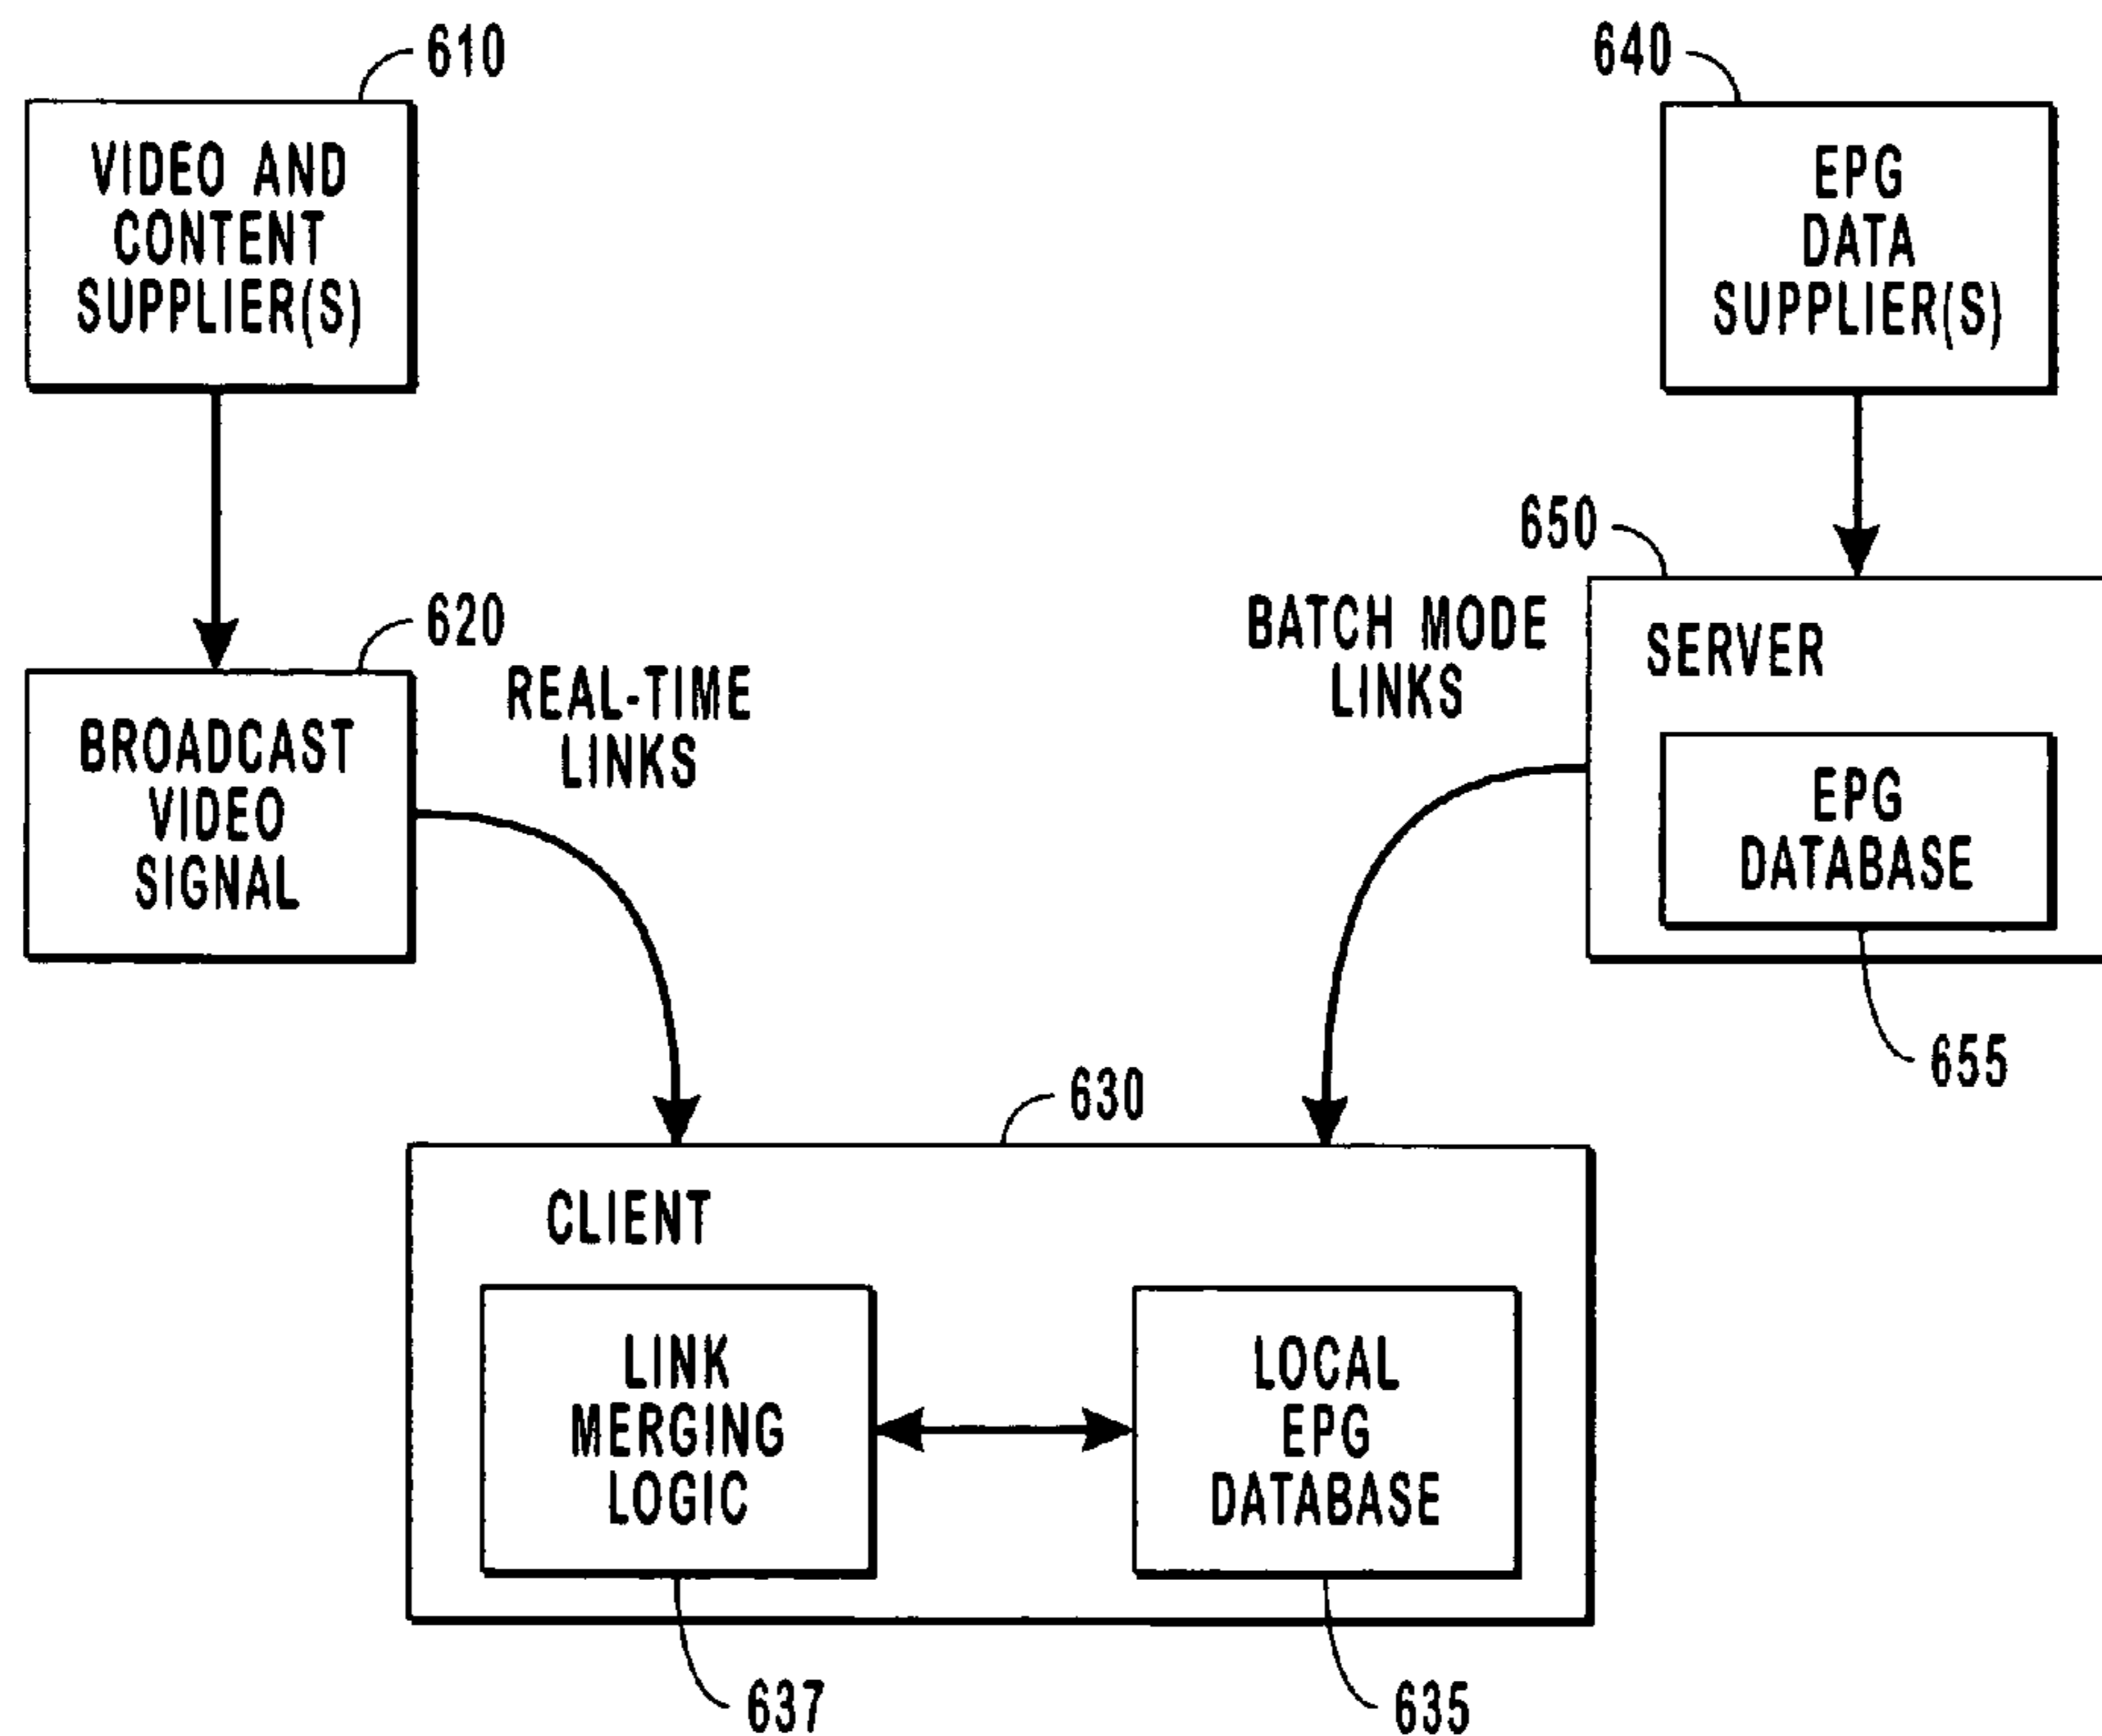 610
VIDEO AND
CONTENT
SUPPLIER(S)
640
EPG
DATA
SUPPLIER(S)
620
BROADCAST
VIDEO
SIGNAL
REAL-TIME
LINKS
BATCH MODE
LINKS
650
SERVER
EPG
DATABASE
655
630
CLIENT
LINK
MERGING
LOGIC
LOCAL
EPG
DATABASE
637
635